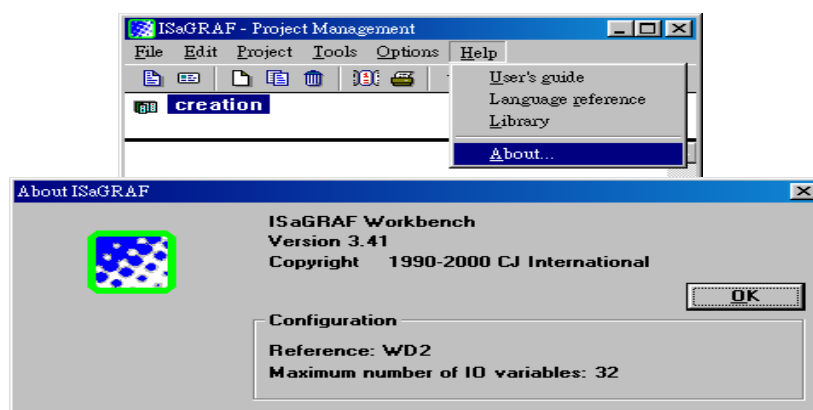 ISaGRAF - Project Management
File Edit Project Tools Options Help
User's guide
Language reference
Library
About...
creation
About ISaGRAF
ISaGRAF Workbench
Version 3.41
Copyright 1990-2000 CJ International
OK
Configuration
Reference: WD2
Maximum number of IO variables: 32